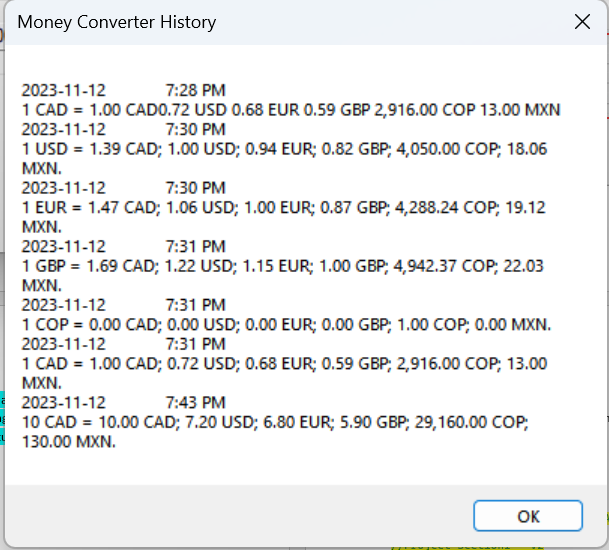 Money Converter History
2023-11-12 7:28 PM
1 CAD = 1.00 CAD0.72 USD 0.68 EUR 0.59 GBP 2,916.00 COP 13.00 MXN
2023-11-12 7:30 PM
1 USD = 1.39 CAD; 1.00 USD; 0.94 EUR; 0.82 GBP; 4,050.00 COP; 18.06
MXN.
2023-11-12 7:30 PM
1 EUR = 1.47 CAD; 1.06 USD; 1.00 EUR; 0.87 GBP; 4,288.24 COP; 19.12
MXN.
2023-11-12 7:31 PM
1 GBP = 1.69 CAD; 1.22 USD; 1.15 EUR; 1.00 GBP; 4,942.37 COP; 22.03
MXN.
2023-11-12 7:31 PM
1 COP = 0.00 CAD; 0.00 USD; 0.00 EUR; 0.00 GBP; 1.00 COP; 0.00 MXN.
2023-11-12 7:31 PM
1 CAD = 1.00 CAD; 0.72 USD; 0.68 EUR; 0.59 GBP; 2,916.00 COP; 13.00
MXN.
2023-11-12 7:43 PM
10 CAD = 10.00 CAD; 7.20 USD; 6.80 EUR; 5.90 GBP; 29,160.00 COP;
130.00 MXN.
OK